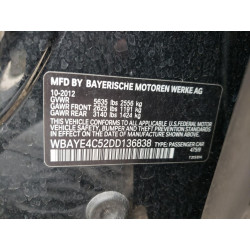 MFD BY BAYERISCHE MOTOREN WERKE AG
10-2012
GVWR 5635 lbs 2556 kg
GAWR FRONT 2625 lbs 1191 kg
GAWR REAR 3140 lbs 1424 kg
THIS VEHICLE CONFORMS TO ALL APPLICABLE FEDERAL MOTOR VEHICLE
SAFETY, BUMPER AND THEFT PREVENTION STANDARDS IN EFFECT ON THE
DATE OF MANUFACTURE SHOWN ABOVE.
WBAYE4C52DD136838 TYPE: PASSENGER CAR
475/9